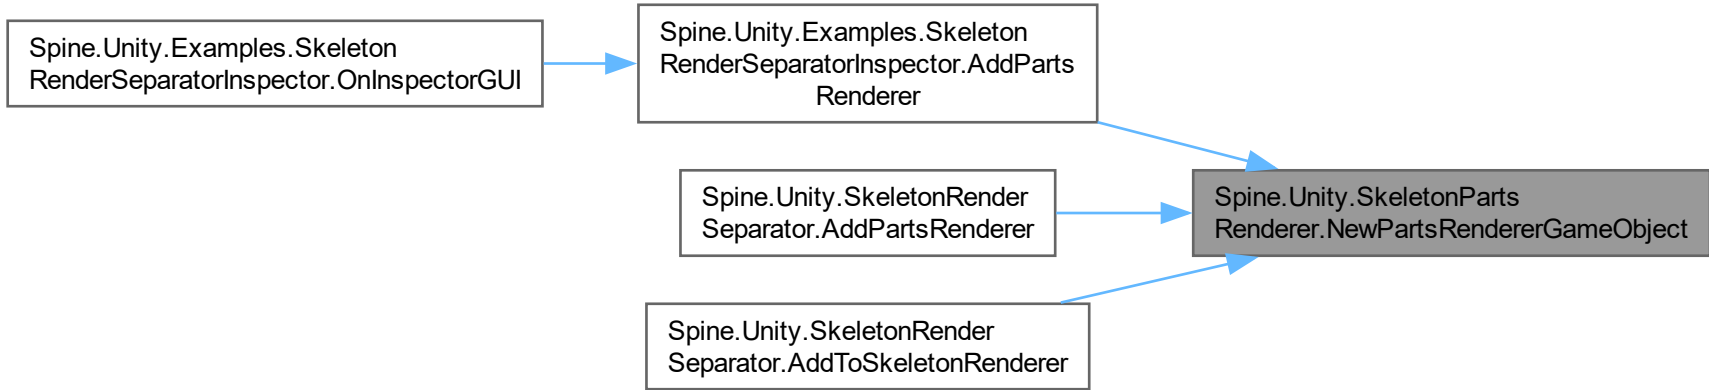 Spine.Unity.Examples.Skeleton
RenderSeparatorInspector.OnInspectorGUI
Spine.Unity.Examples.Skeleton
RenderSeparatorInspector.AddParts
Renderer
Spine.Unity.SkeletonRender
Separator.AddPartsRenderer
Spine.Unity.SkeletonRender
Separator.AddToSkeletonRenderer
Spine.Unity.SkeletonParts
Renderer.NewPartsRendererGameObject